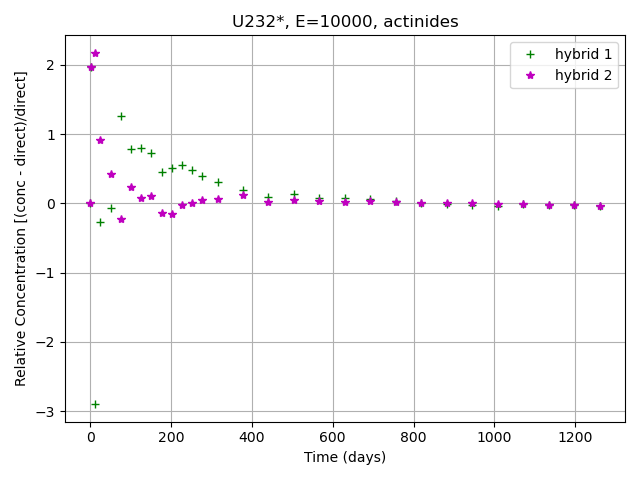 U232*, E=10000, actinides
hybrid 1
hybrid 2
Relative Concentration [(conc - direct)/direct]
2
1
0
−1
−2
−3
0 200 400 600 800 1000 1200
Time (days)